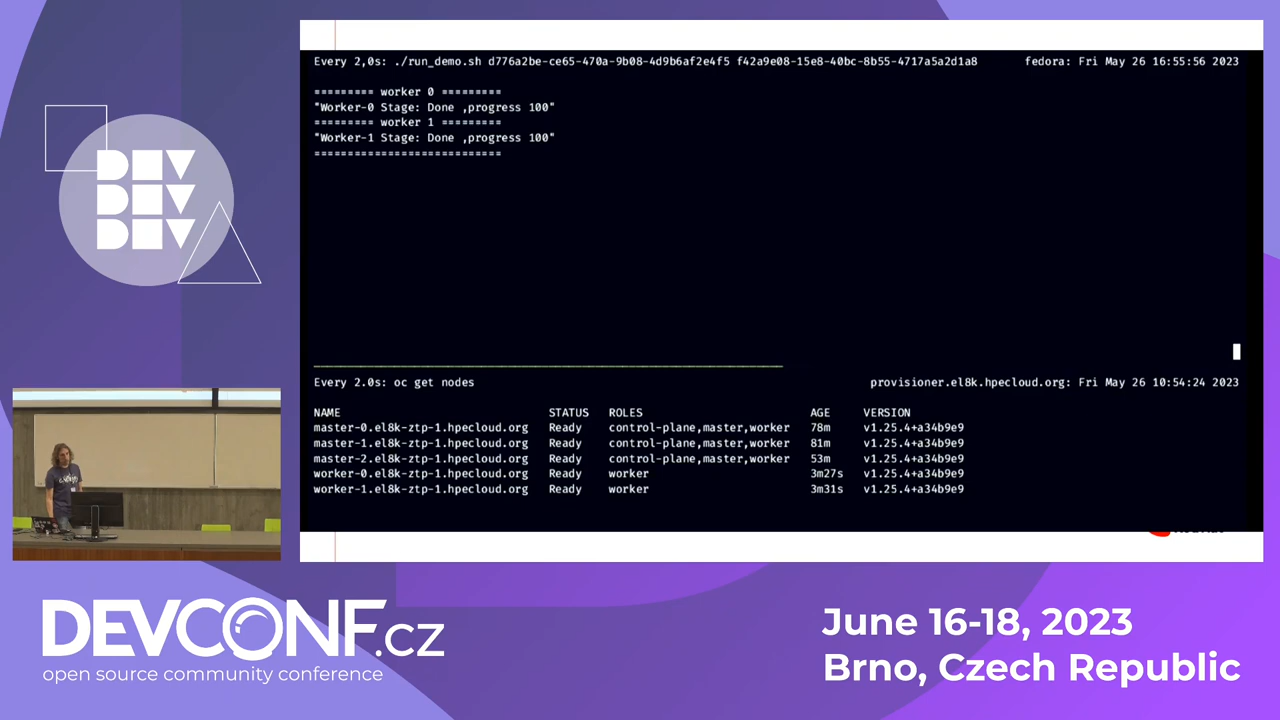 Every 2,0s: ./run_demo.sh d776a2be-ce65-470a-9b08-4d9b6af2e4f5 f42a9e08-15e8-40bc-8b55-4717a5a2d1a8 fedora: Fri May 26 16:55:56 2023
========= worker 0 =========
"Worker-0 Stage: Done ,progress 100"
========= worker 1 =========
"Worker-1 Stage: Done ,progress 100"
============================
Every 2.0s: oc get nodes provisioner.el8k.hpecloud.org: Fri May 26 10:54:24 2023
NAME STATUS ROLES AGE VERSION
master-0.el8k-ztp-1.hpecloud.org Ready control-plane,master,worker 78m v1.25.4+a34b9e9
master-1.el8k-ztp-1.hpecloud.org Ready control-plane,master,worker 81m v1.25.4+a34b9e9
master-2.el8k-ztp-1.hpecloud.org Ready control-plane,master,worker 53m v1.25.4+a34b9e9
worker-0.el8k-ztp-1.hpecloud.org Ready worker 3m27s v1.25.4+a34b9e9
worker-1.el8k-ztp-1.hpecloud.org Ready worker 3m31s v1.25.4+a34b9e9
DEV
DEV
DEV
DEVCONF.cz
open source community conference
June 16-18, 2023
Brno, Czech Republic